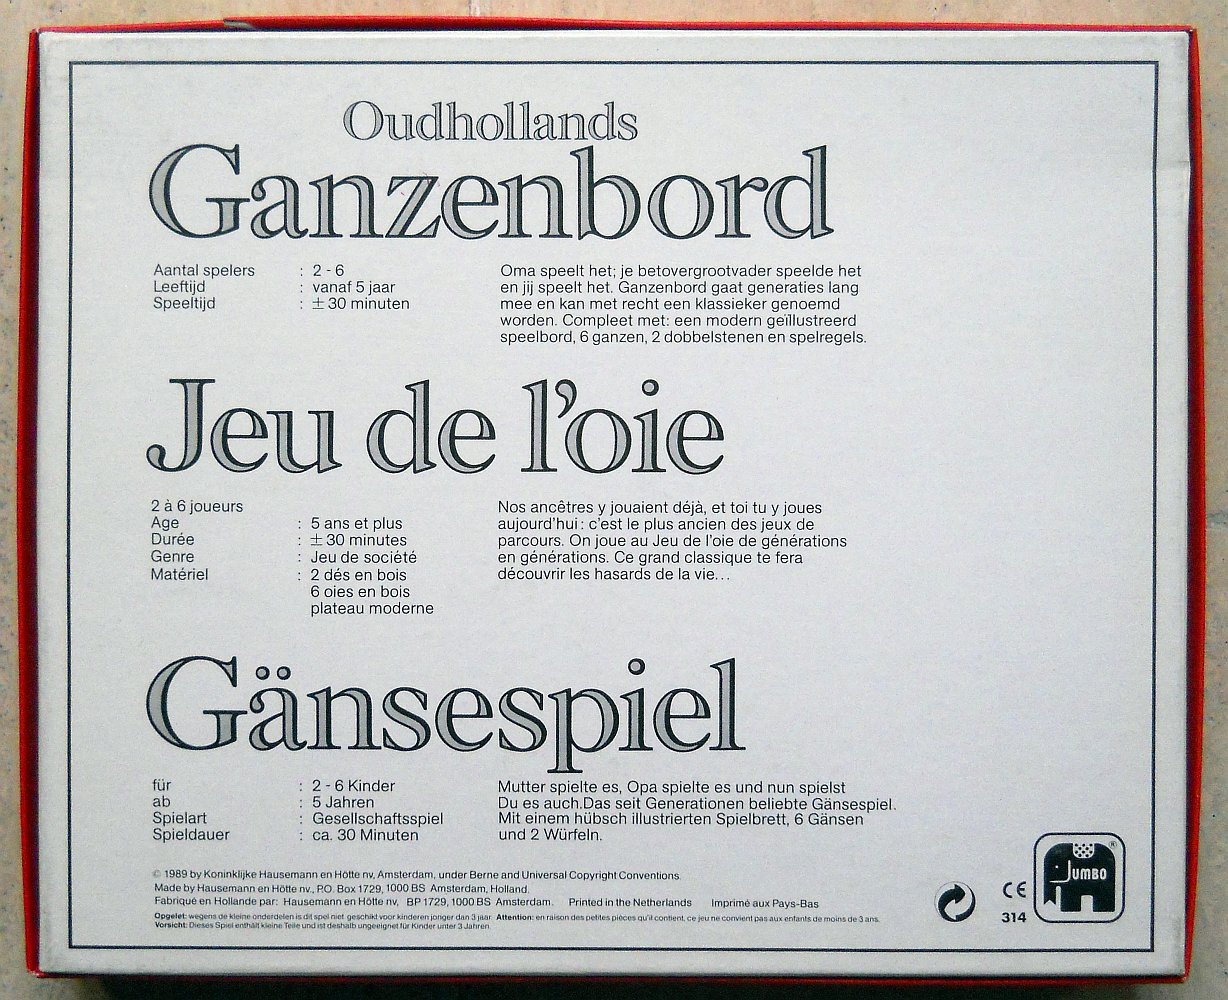 Oudhollands
Ganzenbord
Aantal spelers : 2 - 6
Leeftijd : vanaf 5 jaar
Speeltijd : ± 30 minuten
Oma speelt het; je betovergrootvader speelde het
en jij speelt het. Ganzenbord gaat generaties lang
mee en kan met recht een klassieker genoemd
worden. Compleet met: een modern geïllustreerd
speelbord, 6 ganzen, 2 dobbelstenen en spelregels.
Jeu de l'oie
2 à 6 joueurs
Age : 5 ans et plus
Durée : ± 30 minutes
Genre : Jeu de société
Matériel : 2 dés en bois
6 oies en bois
plateau moderne
Nos ancêtres y jouaient déjà, et toi tu y joues
aujourd'hui : c'est le plus ancien des jeux de
parcours. On joue au Jeu de l'oie de générations
en générations. Ce grand classique te fera
découvrir les hasards de la vie...
Gänsespiel
für : 2 - 6 Kinder
ab : 5 Jahren
Spielart : Gesellschaftsspiel
Spieldauer : ca. 30 Minuten
Mutter spielte es, Opa spielte es und nun spielst
Du es auch.Das seit Generationen beliebte Gänsespiel.
Mit einem hübsch illustrierten Spielbrett, 6 Gänsen
und 2 Würfeln.
© 1989 by Koninklijke Hausemann en Hötte nv, Amsterdam, under Berne and Universal Copyright Conventions.
Made by Hausemann en Hötte nv., P.O. Box 1729, 1000 BS Amsterdam, Holland.
Fabriqué en Hollande par: Hausemann en Hötte nv, BP 1729, 1000 BS Amsterdam. Printed in the Netherlands Imprimé aux Pays-Bas
Opgelet: wegens de kleine onderdelen is dit spel niet geschikt voor kinderen jonger dan 3 jaar. Attention: en raison des petites pièces qu'il contient, ce jeu ne convient pas aux enfants de moins de 3 ans.
Vorsicht: Dieses Spiel enthält kleine Teile und ist deshalb ungeeignet für Kinder unter 3 Jahren.
CE
314
JUMBO
®